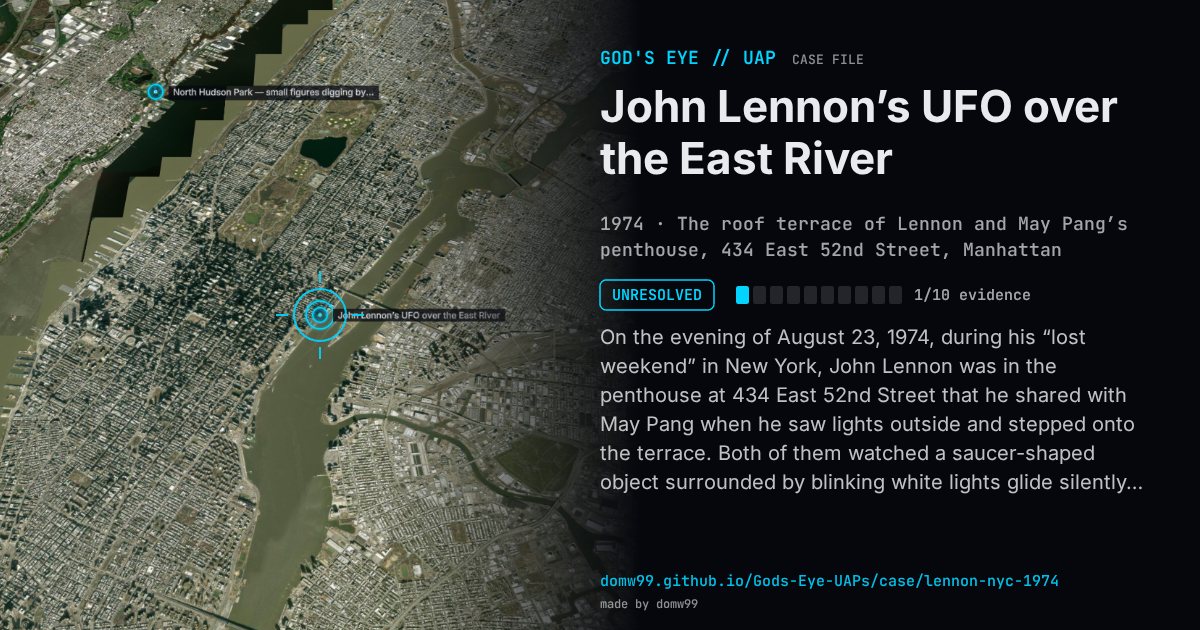 North Hudson Park — small figures digging by...
John Lennon’s UFO over the East River
GOD'S EYE // UAP CASE FILE
John Lennon’s UFO over
the East River
1974 · The roof terrace of Lennon and May Pang’s
penthouse, 434 East 52nd Street, Manhattan
UNRESOLVED 1/10 evidence
On the evening of August 23, 1974, during his “lost
weekend” in New York, John Lennon was in the
penthouse at 434 East 52nd Street that he shared with
May Pang when he saw lights outside and stepped onto
the terrace. Both of them watched a saucer-shaped
object surrounded by blinking white lights glide silently…
domw99.github.io/Gods-Eye-UAPs/case/lennon-nyc-1974
made by domw99